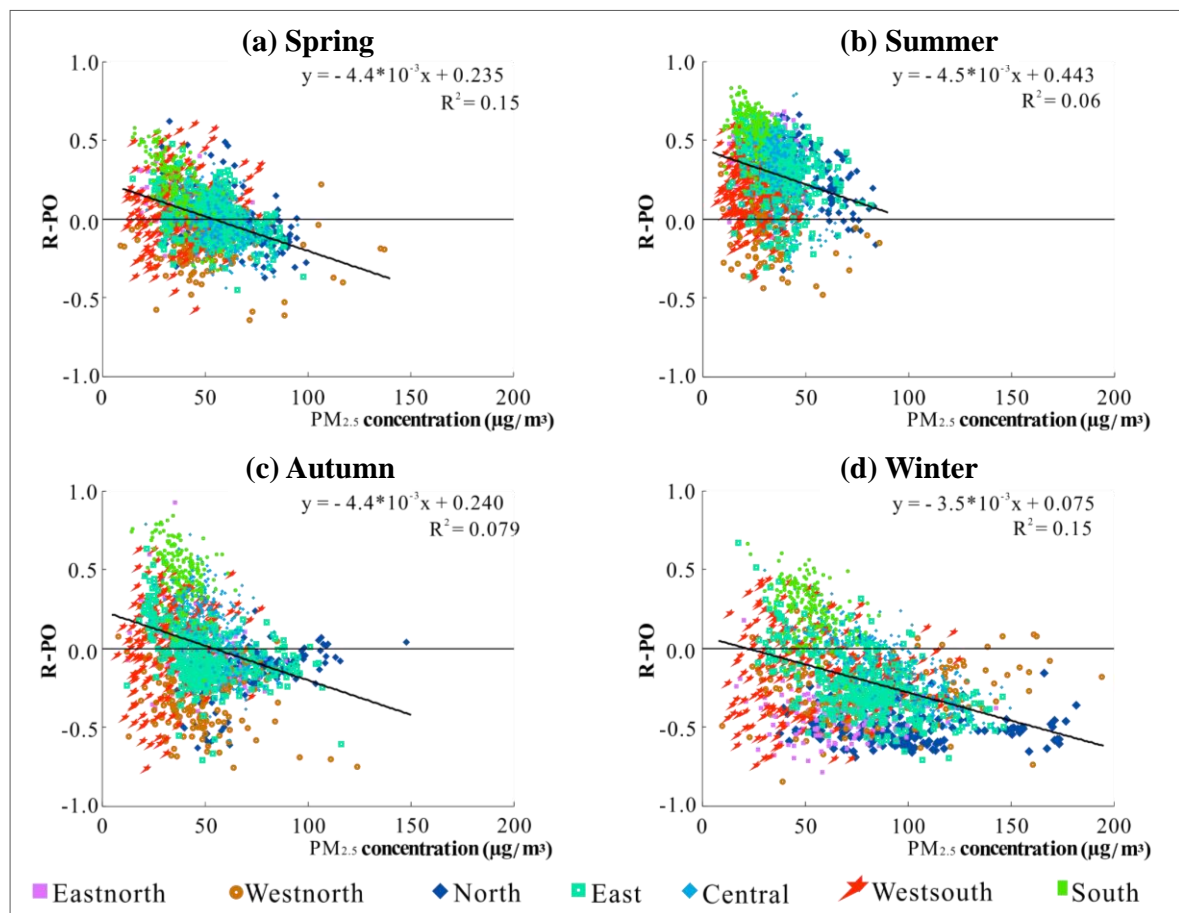 (a) Spring
y = - 4.4*10⁻³x + 0.235
R² = 0.15
1.0
0.5
0.0
-0.5
-1.0
R-PO
0
50
100
150
200
PM₂.₅ concentration (μg/m³)
(b) Summer
y = - 4.5*10⁻³x + 0.443
R² = 0.06
1.0
0.5
0.0
-0.5
-1.0
R-PO
0
50
100
150
200
PM₂.₅ concentration (μg/m³)
(c) Autumn
y = - 4.4*10⁻³x + 0.240
R² = 0.079
1.0
0.5
0.0
-0.5
-1.0
R-PO
0
50
100
150
200
PM₂.₅ concentration (μg/m³)
(d) Winter
y = - 3.5*10⁻³x + 0.075
R² = 0.15
1.0
0.5
0.0
-0.5
-1.0
R-PO
0
50
100
150
200
PM₂.₅ concentration (μg/m³)
Eastnorth Westnorth North East Central Westsouth South